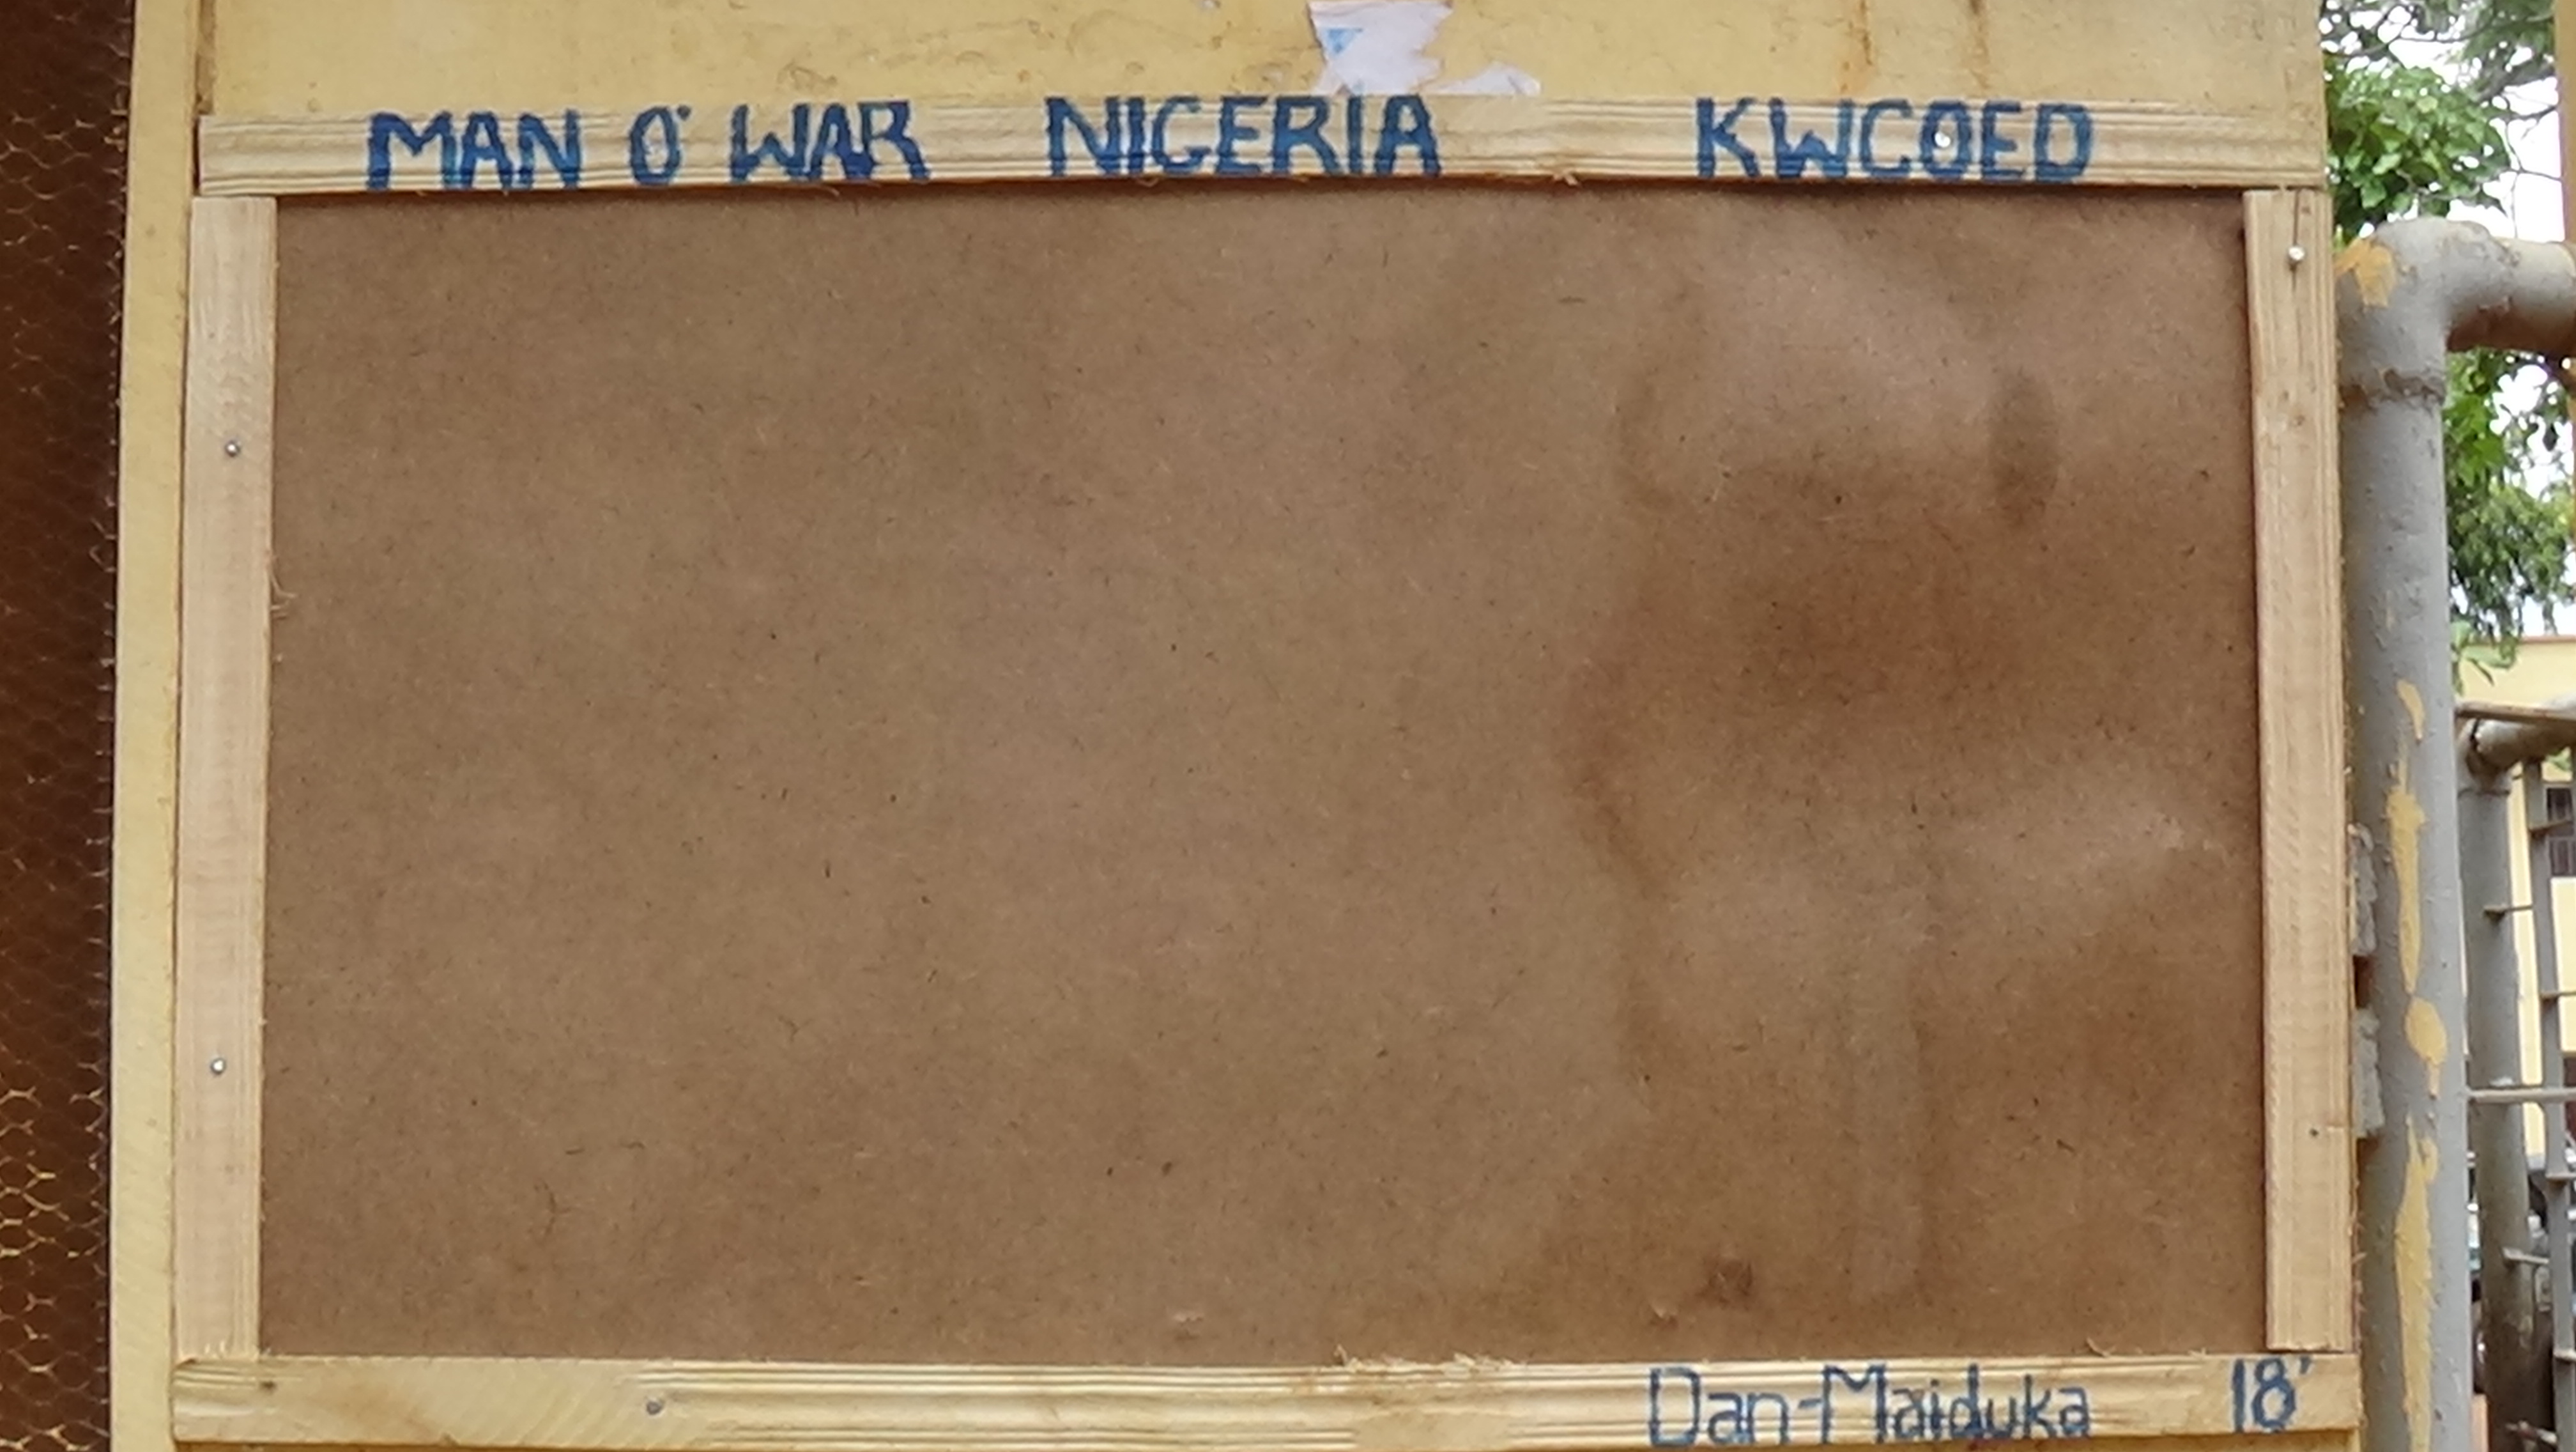 MAN O' WAR NIGERIA KWCOED
Dan-Maiduka 18'